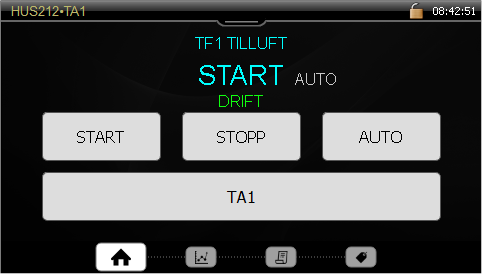 HUS212•TA1 08:42:51
TF1 TILLUFT
START AUTO
DRIFT
START STOPP AUTO
TA1